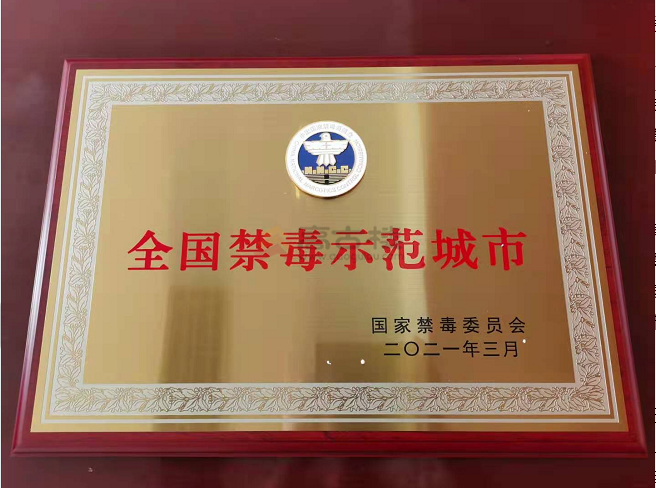 全国禁毒示范城市
国家禁毒委员会
二〇二一年三月